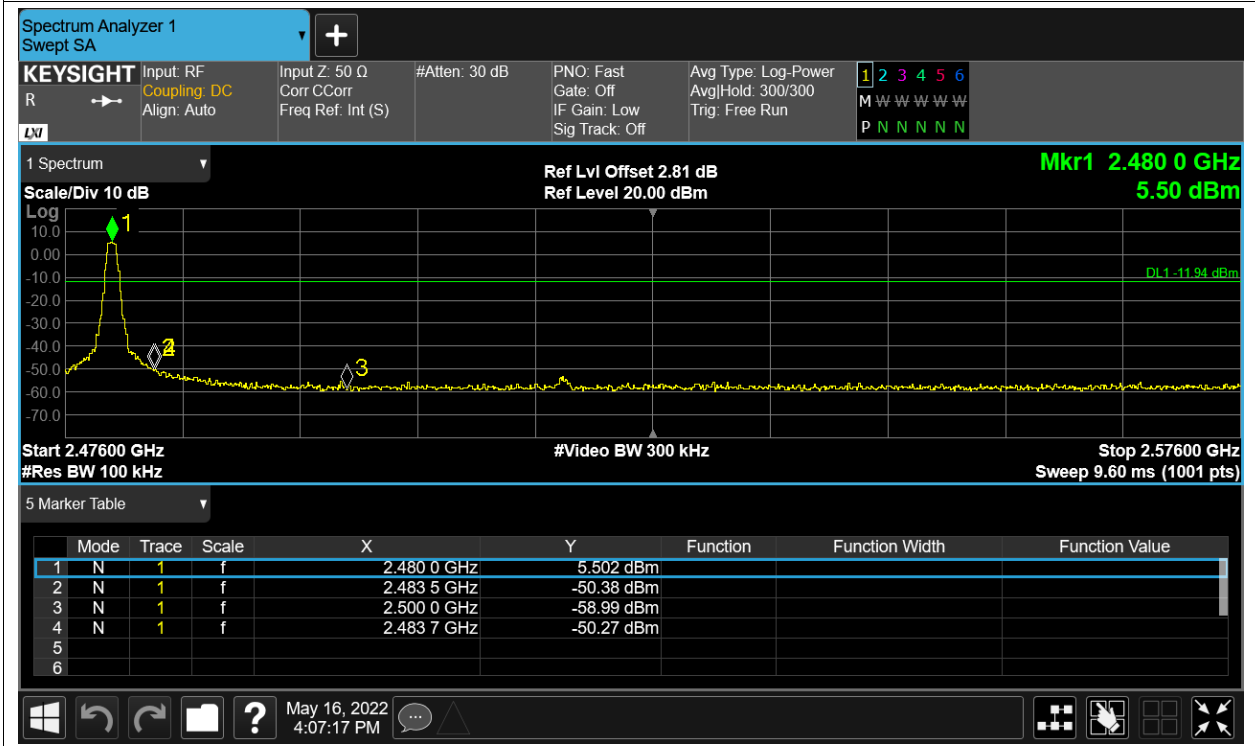 Spectrum Analyzer 1
Swept SA
KEYSIGHT Input: RF Input Z: 50 Ω #Atten: 30 dB PNO: Fast Avg Type: Log-Power 1 2 3 4 5 6
R Coupling: DC Corr CCorr Gate: Off Avg|Hold: 300/300 M W W W W W
Align: Auto Freq Ref: Int (S) IF Gain: Low Trig: Free Run
LXI Sig Track: Off P N N N N N
1 Spectrum Ref Lvl Offset 2.81 dB Mkr1 2.480 0 GHz
Scale/Div 10 dB Ref Level 20.00 dBm 5.50 dBm
Log
1
10.0
0.00
-10.0 DL1 -11.94 dBm
-20.0
-30.0
-40.0 2
-50.0 3
-60.0
-70.0
Start 2.47600 GHz #Video BW 300 kHz Stop 2.57600 GHz
#Res BW 100 kHz Sweep 9.60 ms (1001 pts)
5 Marker Table
Mode Trace Scale X Y Function Function Width Function Value
1 N 1 f 2.480 0 GHz 5.502 dBm
2 N 1 f 2.483 5 GHz -50.38 dBm
3 N 1 f 2.500 0 GHz -58.99 dBm
4 N 1 f 2.483 7 GHz -50.27 dBm
5
6
? May 16, 2022
4:07:17 PM